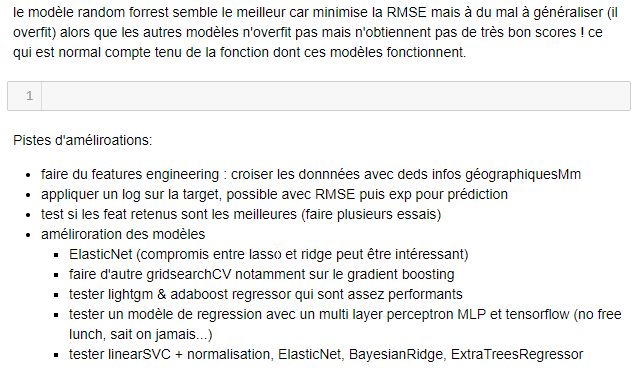 le modèle random forrest semble le meilleur car minimise la RMSE mais à du mal à généraliser (il
overfit) alors que les autres modèles n'overfit pas mais n'obtiennent pas de très bon scores ! ce
qui est normal compte tenu de la fonction dont ces modèles fonctionnent.
1
Pistes d'améliroations:
• faire du features engineering : croiser les donnnées avec deds infos géographiquesMm
• appliquer un log sur la target, possible avec RMSE puis exp pour prédiction
• test si les feat retenus sont les meilleures (faire plusieurs essais)
• améliroration des modèles
▪ ElasticNet (compromis entre lasso et ridge peut être intéressant)
▪ faire d'autre gridsearchCV notamment sur le gradient boosting
▪ tester lightgm & adaboost regressor qui sont assez performants
▪ tester un modèle de regression avec un multi layer perceptron MLP et tensorflow (no free
lunch, sait on jamais...)
▪ tester linearSVC + normalisation, ElasticNet, BayesianRidge, ExtraTreesRegressor